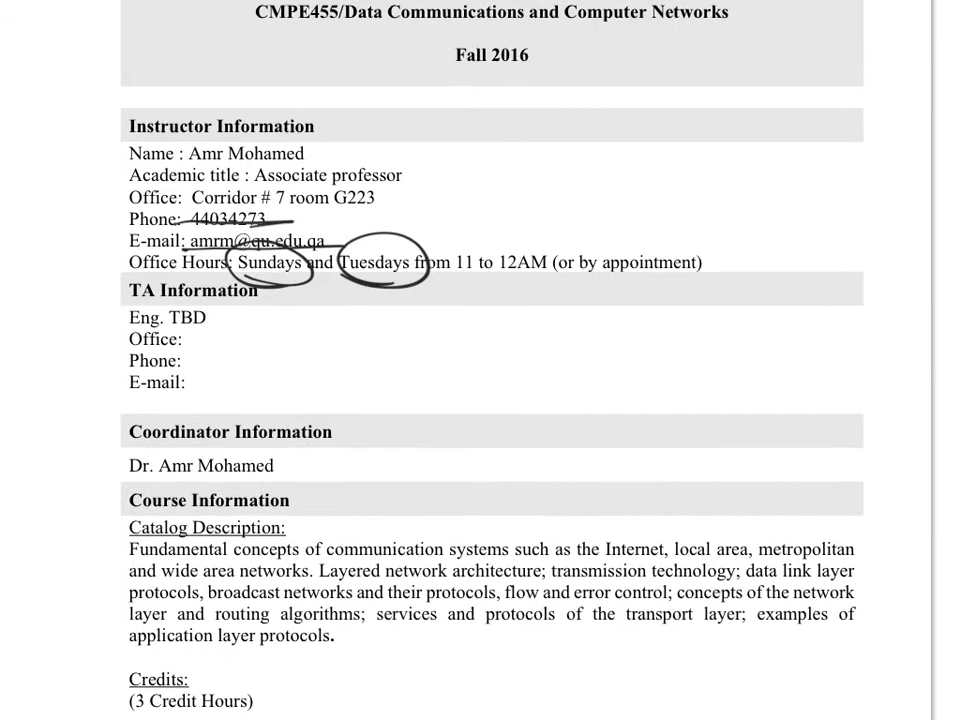 CMPE455/Data Communications and Computer Networks
Fall 2016
Instructor Information
Name : Amr Mohamed
Academic title : Associate professor
Office: Corridor # 7 room G223
Phone: 44034273
E-mail: amrm@qu.edu.qa
Office Hours: Sundays and Tuesdays from 11 to 12AM (or by appointment)
TA Information
Eng. TBD
Office:
Phone:
E-mail:
Coordinator Information
Dr. Amr Mohamed
Course Information
Catalog Description:
Fundamental concepts of communication systems such as the Internet, local area, metropolitan
and wide area networks. Layered network architecture; transmission technology; data link layer
protocols, broadcast networks and their protocols, flow and error control; concepts of the network
layer and routing algorithms; services and protocols of the transport layer; examples of
application layer protocols.
Credits:
(3 Credit Hours)